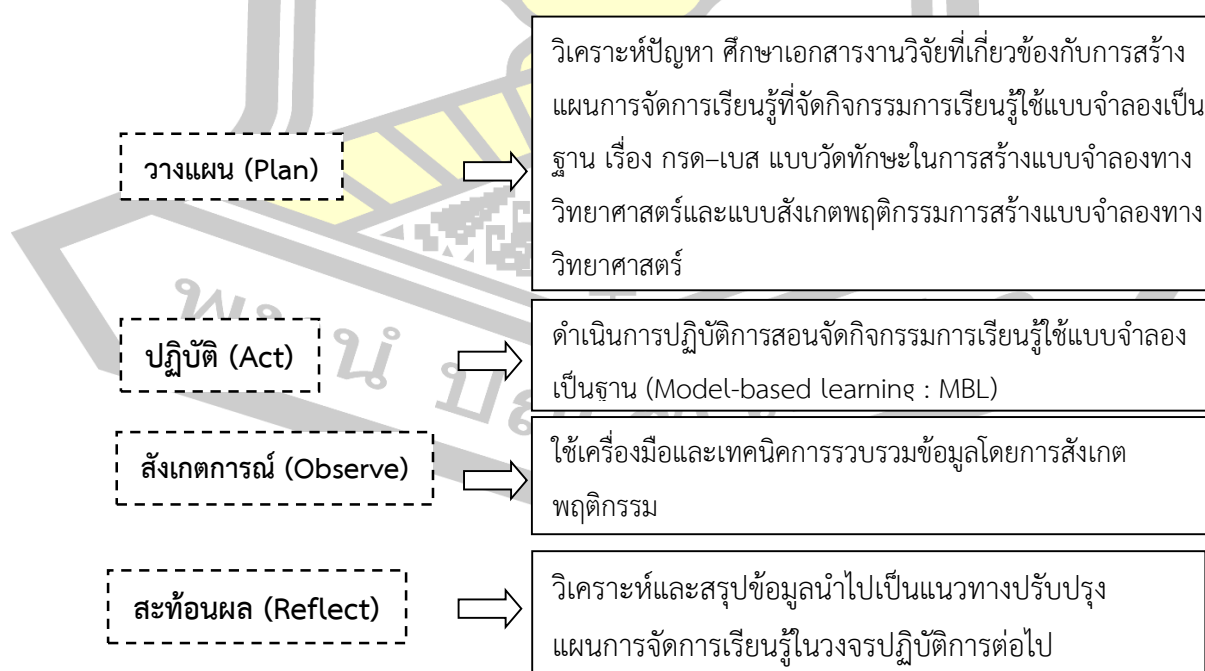 วิเคราะห์ปัญหา ศึกษาเอกสารงานวิจัยที่เกี่ยวข้องกับการสร้าง
แผนการจัดการเรียนรู้ที่จัดกิจกรรมการเรียนรู้ใช้แบบจำลองเป็น
วางแผน (Plan)
ฐาน เรื่อง กรด–เบส แบบวัดทักษะในการสร้างแบบจำลองทาง
วิทยาศาสตร์และแบบสังเกตพฤติกรรมการสร้างแบบจำลองทาง
วิทยาศาสตร์
ปฏิบัติ (Act)
ดำเนินการปฏิบัติการสอนจัดกิจกรรมการเรียนรู้ใช้แบบจำลอง
เป็นฐาน (Model-based learning : MBL)
สังเกตการณ์ (Observe)
ใช้เครื่องมือและเทคนิคการรวบรวมข้อมูลโดยการสังเกต
พฤติกรรม
สะท้อนผล (Reflect)
วิเคราะห์และสรุปข้อมูลนำไปเป็นแนวทางปรับปรุง
แผนการจัดการเรียนรู้ในวงจรปฏิบัติการต่อไป